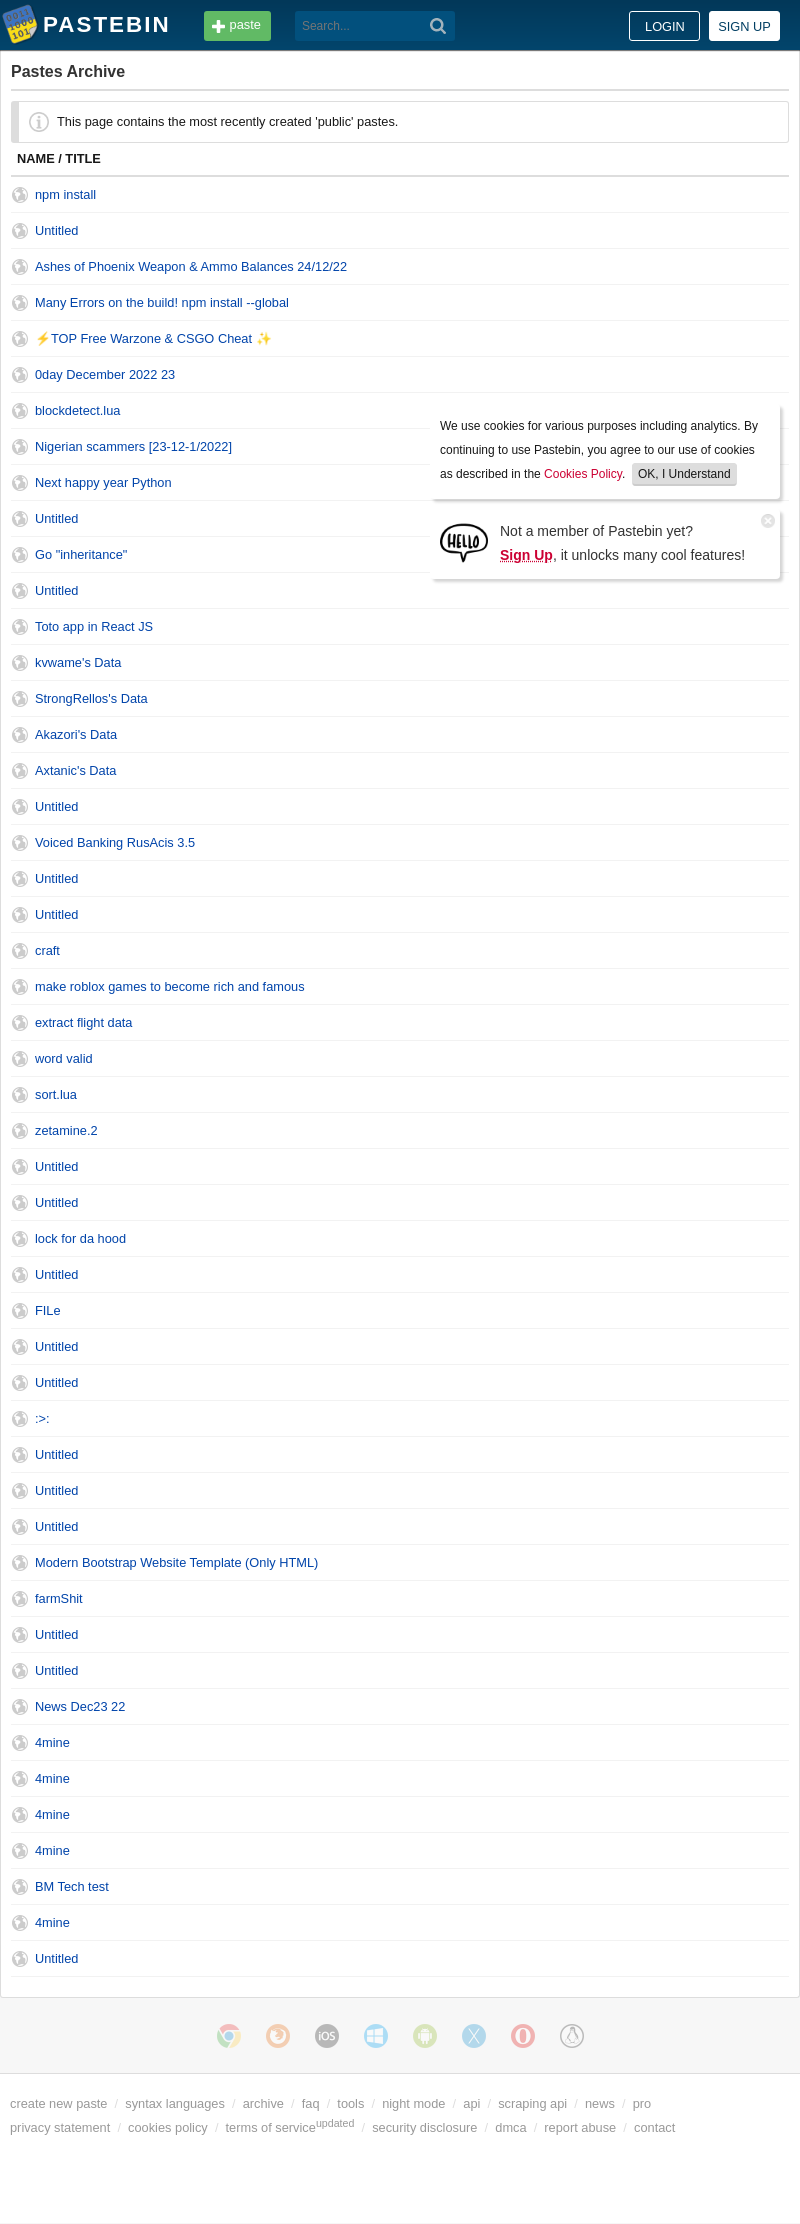 PASTEBIN paste Search... LOGIN SIGN UP
Pastes Archive
This page contains the most recently created 'public' pastes.
NAME / TITLE
npm install
Untitled
Ashes of Phoenix Weapon & Ammo Balances 24/12/22
Many Errors on the build! npm install --global
⚡TOP Free Warzone & CSGO Cheat ✨
0day December 2022 23
blockdetect.lua
Nigerian scammers [23-12-1/2022]
Next happy year Python
We use cookies for various purposes including analytics. By
continuing to use Pastebin, you agree to our use of cookies
as described in the Cookies Policy. OK, I Understand
Untitled
Go "inheritance"
HELLO
Not a member of Pastebin yet?
Sign Up, it unlocks many cool features!
Untitled
Toto app in React JS
kvwame's Data
StrongRellos's Data
Akazori's Data
Axtanic's Data
Untitled
Voiced Banking RusAcis 3.5
Untitled
Untitled
craft
make roblox games to become rich and famous
extract flight data
word valid
sort.lua
zetamine.2
Untitled
Untitled
lock for da hood
Untitled
FILe
Untitled
Untitled
:>:
Untitled
Untitled
Untitled
Modern Bootstrap Website Template (Only HTML)
farmShit
Untitled
Untitled
News Dec23 22
4mine
4mine
4mine
4mine
BM Tech test
4mine
Untitled
iOS
create new paste / syntax languages / archive / faq / tools / night mode / api / scraping api / news / pro
privacy statement / cookies policy / terms of service updated / security disclosure / dmca / report abuse / contact